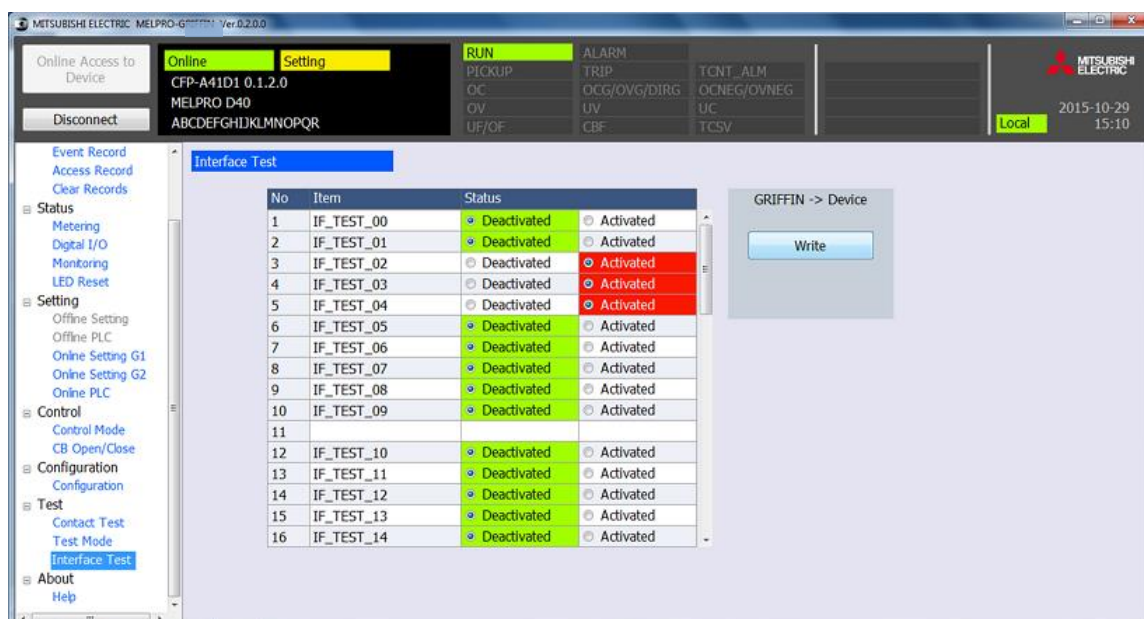 MITSUBISHI ELECTRIC MELPRO-GRIFFIN Ver.0.2.0.0
Online Access to
Device
Disconnect
Online Setting
CFP-A41D1 0.1.2.0
MELPRO D40
ABCDEFGHIJKLMNOPQR
RUN ALARM
PICKUP TRIP TCNT_ALM
OC OCG/OVG/DIRG OCNEG/OVNEG
OV UV UC
UF/OF CBF TCSV
MITSUBISHI
ELECTRIC
2015-10-29
Local 15:10
Event Record
Access Record
Clear Records
Status
Metering
Digital I/O
Monitoring
LED Reset
Setting
Offline Setting
Offline PLC
Online Setting G1
Online Setting G2
Online PLC
Control
Control Mode
CB Open/Close
Configuration
Configuration
Test
Contact Test
Test Mode
Interface Test
About
Help
Interface Test
No Item Status
1 IF_TEST_00 Deactivated Activated
2 IF_TEST_01 Deactivated Activated
3 IF_TEST_02 Deactivated Activated
4 IF_TEST_03 Deactivated Activated
5 IF_TEST_04 Deactivated Activated
6 IF_TEST_05 Deactivated Activated
7 IF_TEST_06 Deactivated Activated
8 IF_TEST_07 Deactivated Activated
9 IF_TEST_08 Deactivated Activated
10 IF_TEST_09 Deactivated Activated
11
12 IF_TEST_10 Deactivated Activated
13 IF_TEST_11 Deactivated Activated
14 IF_TEST_12 Deactivated Activated
15 IF_TEST_13 Deactivated Activated
16 IF_TEST_14 Deactivated Activated
GRIFFIN -> Device
Write